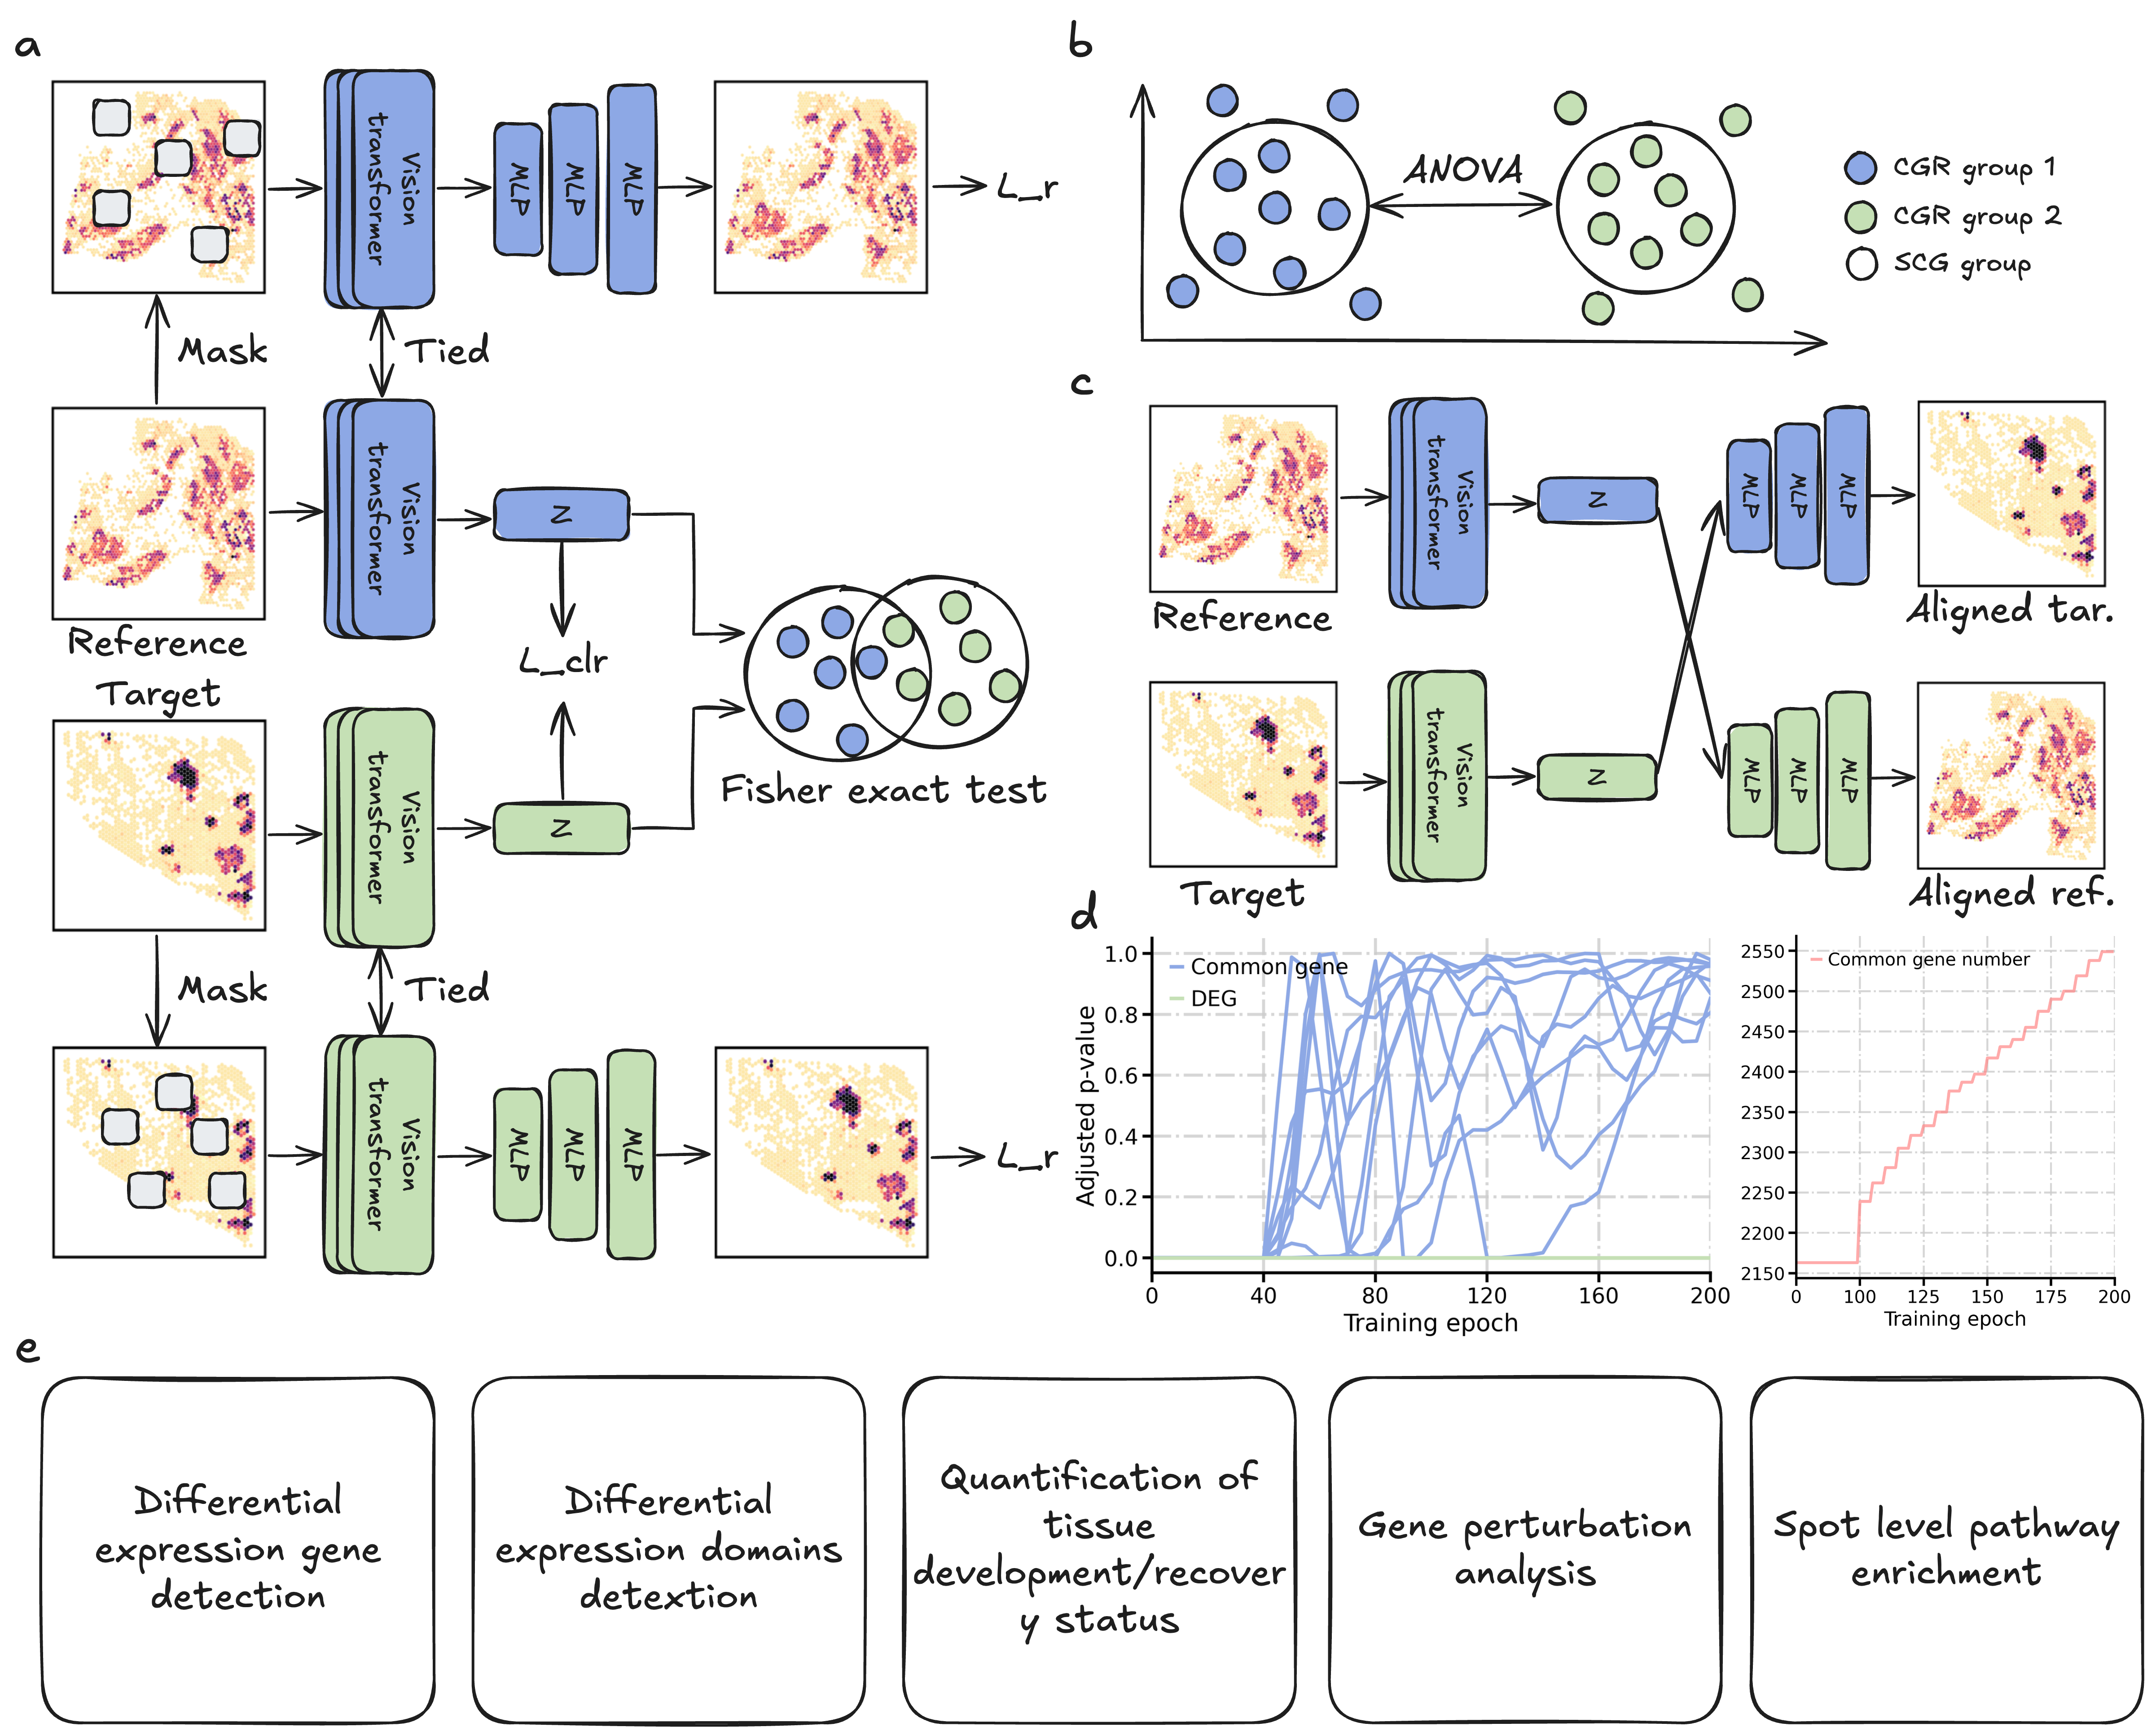 a
Vision
transformer
MLP
MLP
MLP
L_r
Mask
Tied
Vision
transformer
Z
Reference
L_clr
Target
Vision
transformer
Z
Fisher exact test
Mask
Tied
Vision
transformer
MLP
MLP
MLP
L_r
b
ANOVA
CGR group 1
CGR group 2
SCG group
c
Vision
transformer
Z
MLP
MLP
MLP
Reference
Aligned tar.
Vision
transformer
Z
MLP
MLP
MLP
Target
Aligned ref.
d
Common gene
DEG
Adjusted p-value
1.0
0.8
0.6
0.4
0.2
0.0
0 40 80 120 160 200
Training epoch
Common gene number
2550
2500
2450
2400
2350
2300
2250
2200
2150
0 100 125 150 175 200
Training epoch
e
Differential
expression gene
detection
Differential
expression domains
detextion
Quantification of
tissue
development/recover
y status
Gene perturbation
analysis
Spot level pathway
enrichment